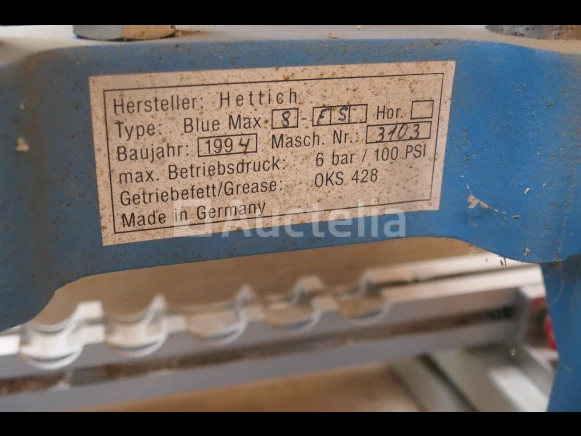 Hersteller: Hettich
Type: Blue Max 8-ES Hor.
Baujahr: 1994 Masch. Nr.: 3103
max. Betriebsdruck: 6 bar / 100 PSI
Getriebefett/Grease: OKS 428
Made in Germany
Auctelia